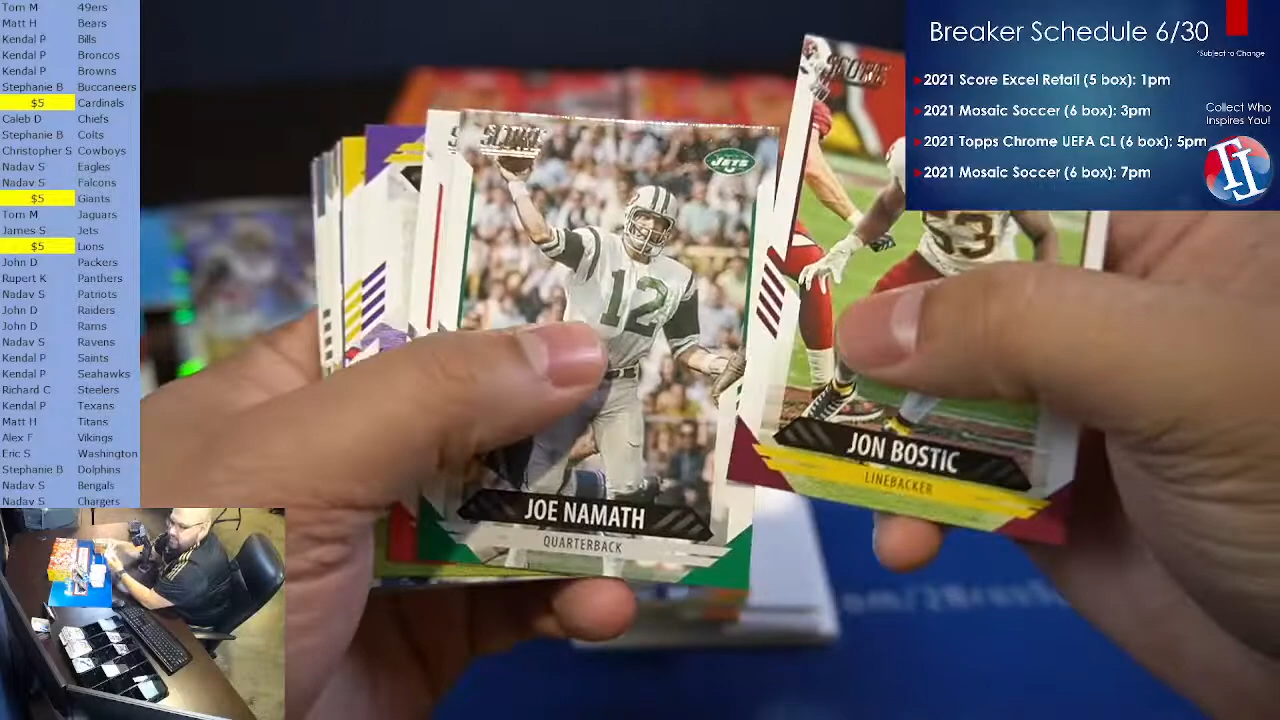 Tom M 49ers
Matt H Bears
Kendal P Bills
Kendal P Broncos
Kendal P Browns
Stephanie B Buccaneers
$5 Cardinals
Caleb D Chiefs
Stephanie B Colts
Christopher S Cowboys
Nadav S Eagles
Nadav S Falcons
$5 Giants
Tom M Jaguars
James S Jets
$5 Lions
John D Packers
Rupert K Panthers
Nadav S Patriots
John D Raiders
John D Rams
Nadav S Ravens
Kendal P Saints
Kendal P Seahawks
Richard C Steelers
Kendal P Texans
Matt H Titans
Alex F Vikings
Eric S Washington
Stephanie B Dolphins
Nadav S Bengals
Nadav S Chargers
Breaker Schedule 6/30
*Subject to Change
2021 Score Excel Retail (5 box): 1pm
2021 Mosaic Soccer (6 box): 3pm
2021 Topps Chrome UEFA CL (6 box): 5pm
2021 Mosaic Soccer (6 box): 7pm
Collect Who
Inspires You!
SCORE
JETS
12
JOE NAMATH
QUARTERBACK
SCORE
53
JON BOSTIC
LINEBACKER